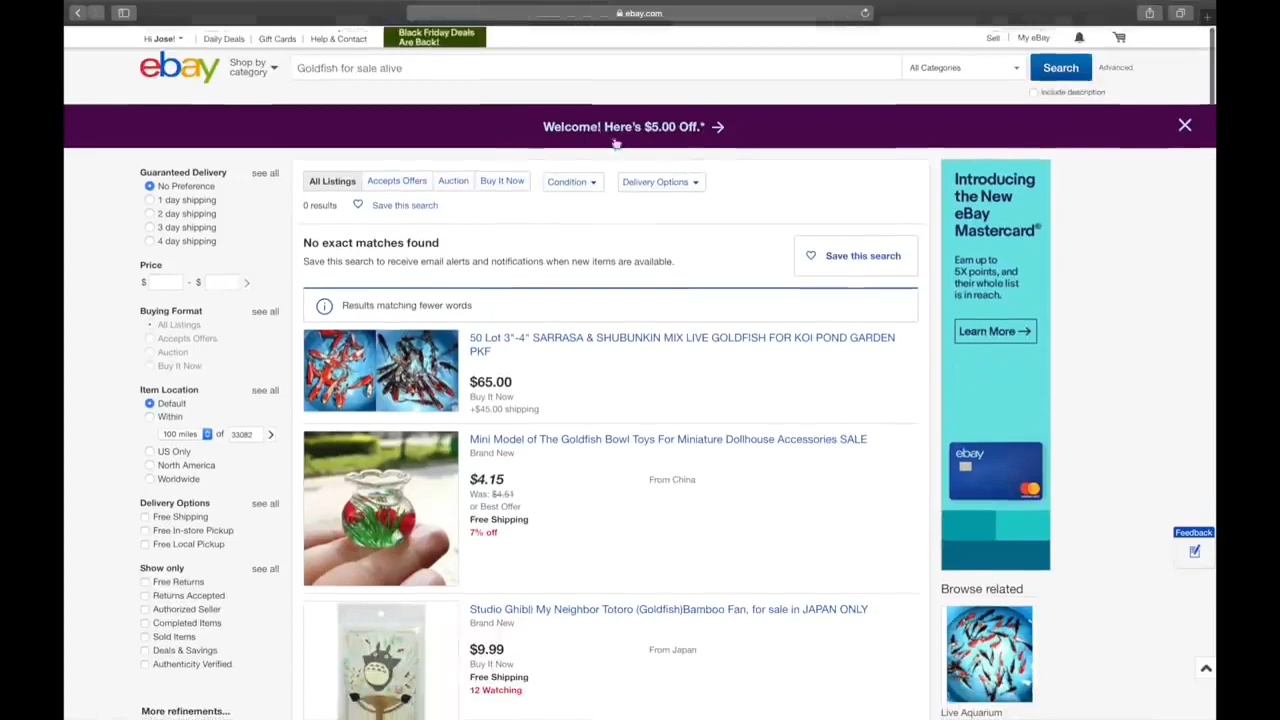 ebay.com
Hi Jose! Daily Deals Gift Cards Help & Contact Black Friday Deals Are Back! Sell My eBay
ebay Shop by category Goldfish for sale alive All Categories Search Advanced
Include description
Welcome! Here's $5.00 Off.* →
Guaranteed Delivery see all
No Preference
1 day shipping
2 day shipping
3 day shipping
4 day shipping
Price
$ - $
Buying Format see all
All Listings
Accepts Offers
Auction
Buy It Now
Item Location see all
Default
Within
100 miles of 33082
US Only
North America
Worldwide
Delivery Options see all
Free Shipping
Free In-store Pickup
Free Local Pickup
Show only see all
Free Returns
Returns Accepted
Authorized Seller
Completed Items
Sold Items
Deals & Savings
Authenticity Verified
More refinements...
All Listings Accepts Offers Auction Buy It Now Condition Delivery Options
0 results Save this search
No exact matches found
Save this search to receive email alerts and notifications when new items are available.
Save this search
Results matching fewer words
50 Lot 3"-4" SARRASA & SHUBUNKIN MIX LIVE GOLDFISH FOR KOI POND GARDEN
PKF
$65.00
Buy It Now
+$45.00 shipping
Mini Model of The Goldfish Bowl Toys For Miniature Dollhouse Accessories SALE
Brand New
$4.15 From China
Was: $4.51
or Best Offer
Free Shipping
7% off
Studio Ghibli My Neighbor Totoro (Goldfish)Bamboo Fan, for sale in JAPAN ONLY
Brand New
$9.99 From Japan
Buy It Now
Free Shipping
12 Watching
Introducing
the New
eBay
Mastercard®
Earn up to
5X points, and
their whole list
is in reach.
Learn More →
ebay
Feedback
Browse related
Live Aquarium